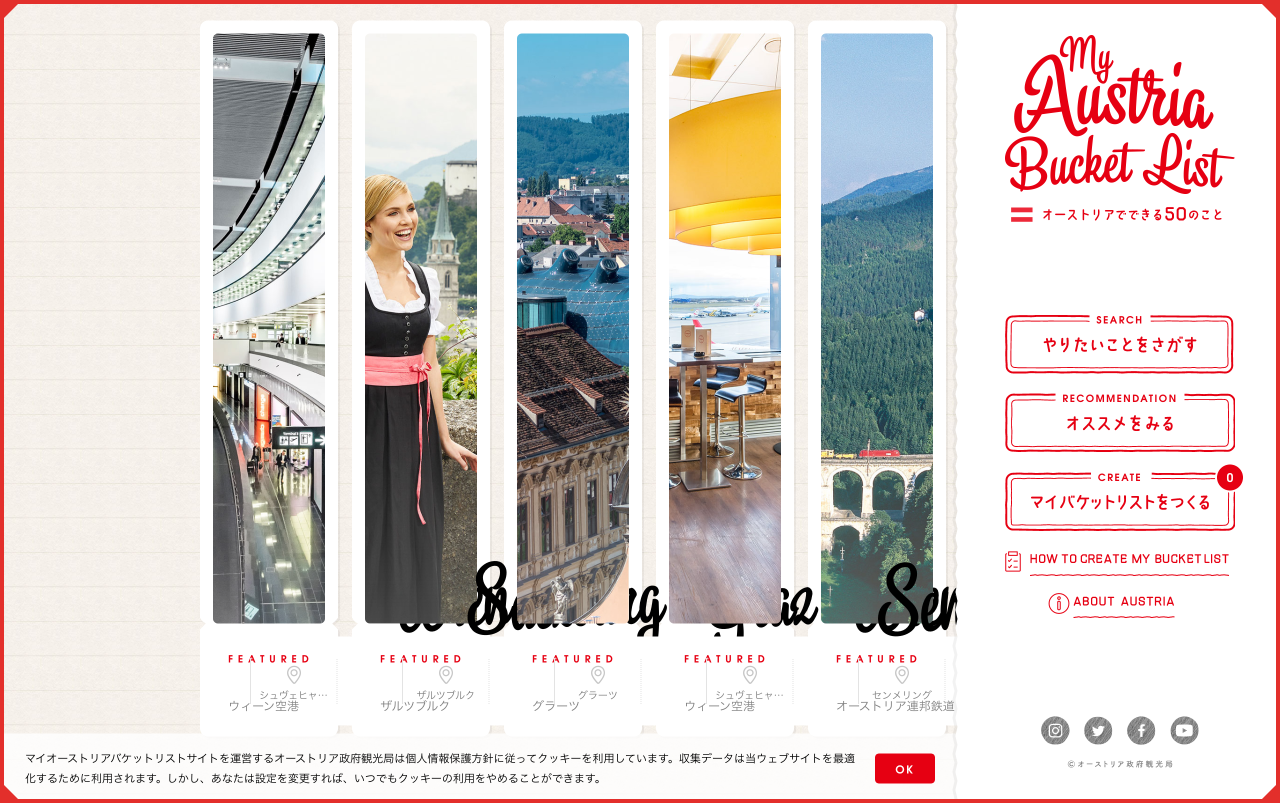 My
Austria
Bucket List
オーストリアでできる50のこと
SEARCH
やりたいことをさがす
RECOMMENDATION
オススメをみる
CREATE
0
マイバケットリストをつくる
HOW TO CREATE MY BUCKET LIST
ABOUT AUSTRIA
©オーストリア政府観光局
FEATURED
シュヴェヒャ…
ウィーン空港
FEATURED
ザルツブルク
ザルツブルク
FEATURED
グラーツ
グラーツ
FEATURED
シュヴェヒャ…
ウィーン空港
FEATURED
センメリング
オーストリア連邦鉄道
マイオーストリアバケットリストサイトを運営するオーストリア政府観光局は個人情報保護方針に従ってクッキーを利用しています。収集データは当ウェブサイトを最適
化するために利用されます。しかし、あなたは設定を変更すれば、いつでもクッキーの利用をやめることができます。
OK